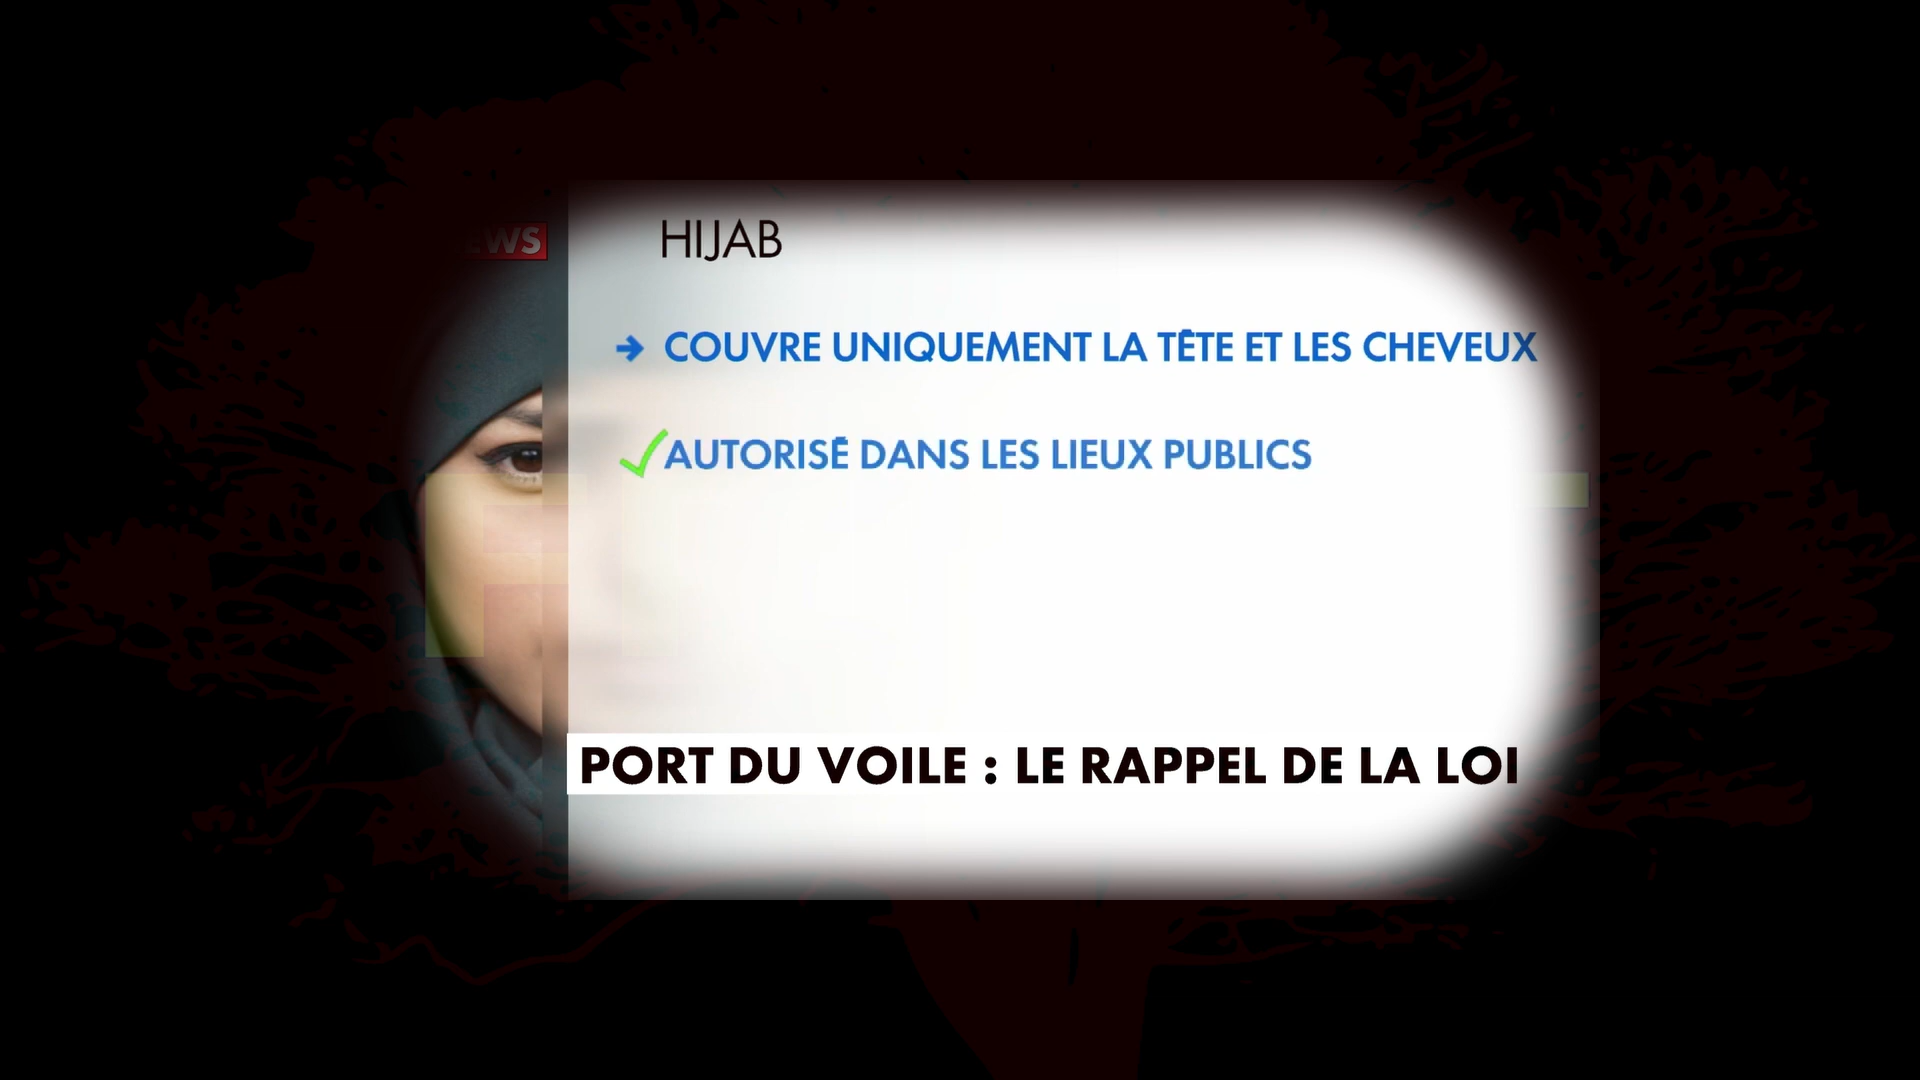 HIJAB
EWS
→ COUVRE UNIQUEMENT LA TÊTE ET LES CHEVEUX
✓ AUTORISÉ DANS LES LIEUX PUBLICS
PORT DU VOILE : LE RAPPEL DE LA LOI